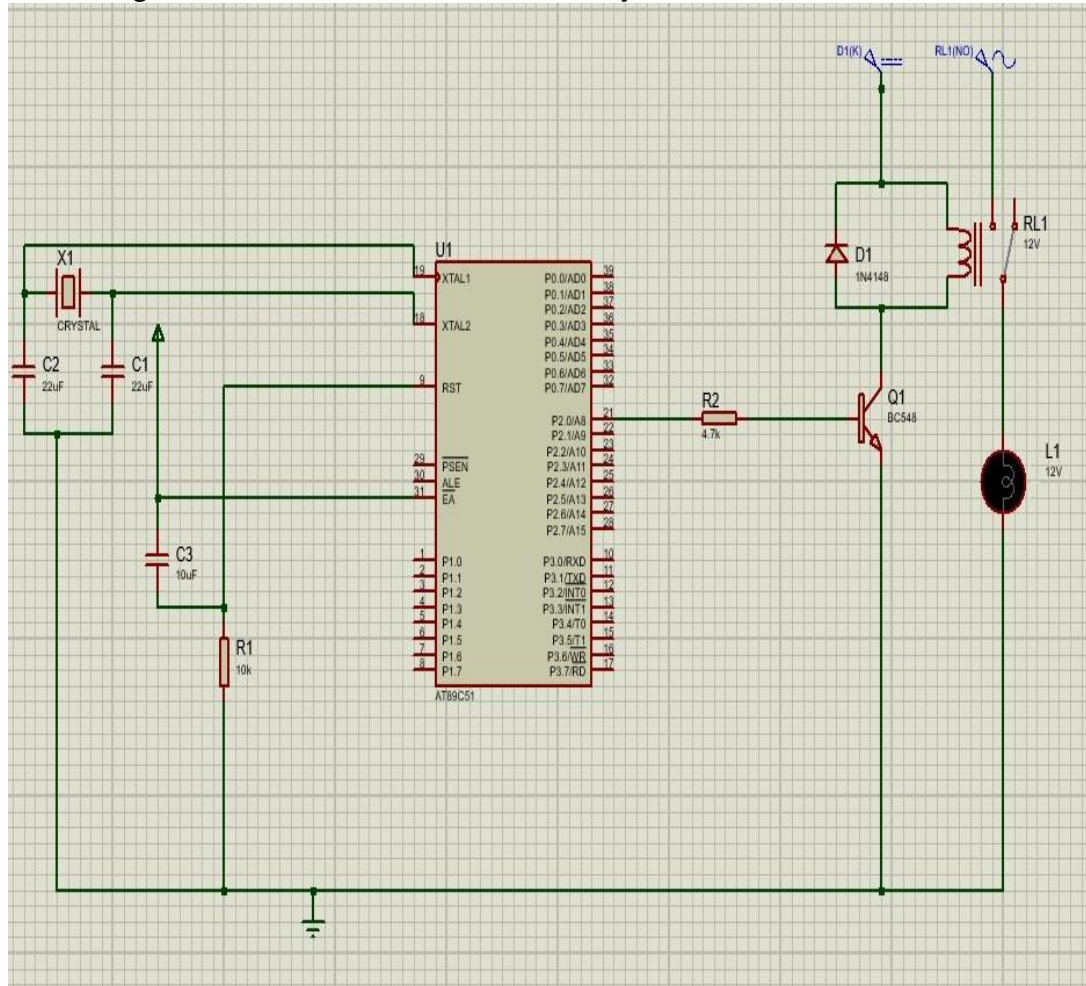 D1(K)
RL1(NO)
RL1
12V
D1
1N4148
U1
X1
CRYSTAL
19 XTAL1
18 XTAL2
9 RST
29 PSEN
30 ALE
31 EA
1 P1.0
2 P1.1
3 P1.2
4 P1.3
5 P1.4
6 P1.5
7 P1.6
8 P1.7
P0.0/AD0 39
P0.1/AD1 38
P0.2/AD2 37
P0.3/AD3 36
P0.4/AD4 35
P0.5/AD5 34
P0.6/AD6 33
P0.7/AD7 32
P2.0/A8 21
P2.1/A9 22
P2.2/A10 23
P2.3/A11 24
P2.4/A12 25
P2.5/A13 26
P2.6/A14 27
P2.7/A15 28
P3.0/RXD 10
P3.1/TXD 11
P3.2/INT0 12
P3.3/INT1 13
P3.4/T0 14
P3.5/T1 15
P3.6/WR 16
P3.7/RD 17
AT89C51
C2
22uF
C1
22uF
C3
10uF
R1
10k
R2
4.7k
Q1
BC548
L1
12V